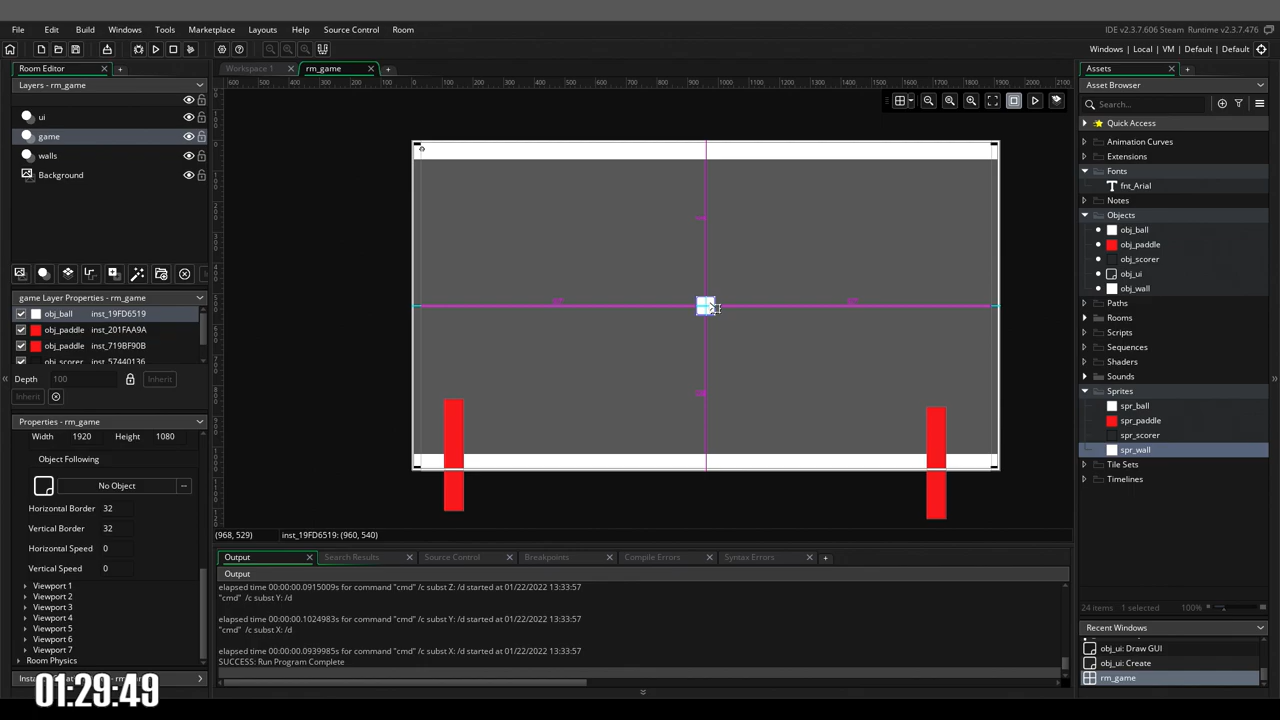 File Edit Build Windows Tools Marketplace Layouts Help Source Control Room
IDE v2.3.7.606 Steam Runtime v2.3.7.476
Windows | Local | VM | Default | Default
Room Editor
Workspace 1
rm_game
Assets
Layers - rm_game
ui
game
walls
Background
game Layer Properties - rm_game
obj_ball inst_19FD6519
obj_paddle inst_201FAA9A
obj_paddle inst_719BF90B
obj_scorer inst_57440136
Depth 100 Inherit
Inherit
Properties - rm_game
Width 1920 Height 1080
Object Following
No Object
Horizontal Border 32
Vertical Border 32
Horizontal Speed 0
Vertical Speed 0
Viewport 1
Viewport 2
Viewport 3
Viewport 4
Viewport 5
Viewport 6
Viewport 7
Room Physics
01:29:49
(968, 529) inst_19FD6519: (960, 540)
Output Search Results Source Control Breakpoints Compile Errors Syntax Errors
Output
elapsed time 00:00:00.0915009s for command "cmd" /c subst Z: /d started at 01/22/2022 13:33:57
"cmd" /c subst Y: /d
elapsed time 00:00:00.1024983s for command "cmd" /c subst Y: /d started at 01/22/2022 13:33:57
"cmd" /c subst X: /d
elapsed time 00:00:00.0939985s for command "cmd" /c subst X: /d started at 01/22/2022 13:33:57
SUCCESS: Run Program Complete
Asset Browser
Search...
Quick Access
Animation Curves
Extensions
Fonts
fnt_Arial
Notes
Objects
obj_ball
obj_paddle
obj_scorer
obj_ui
obj_wall
Paths
Rooms
Scripts
Sequences
Shaders
Sounds
Sprites
spr_ball
spr_paddle
spr_scorer
spr_wall
Tile Sets
Timelines
24 items 1 selected 100%
Recent Windows
obj_ui: Draw GUI
obj_ui: Create
rm_game